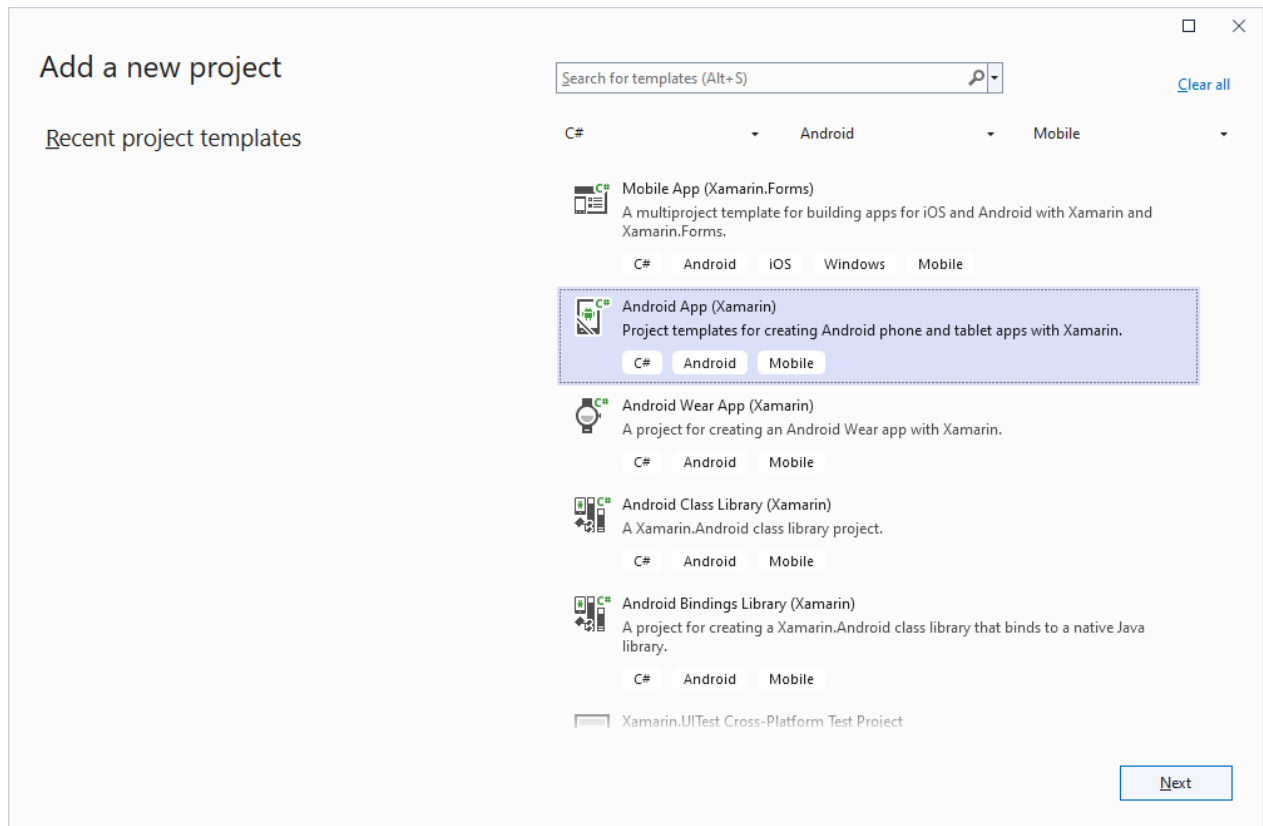 Add a new project
Search for templates (Alt+S)
Clear all
Recent project templates
C#
Android
Mobile
C#
Mobile App (Xamarin.Forms)
A multiproject template for building apps for iOS and Android with Xamarin and
Xamarin.Forms.
C# Android iOS Windows Mobile
C#
Android App (Xamarin)
Project templates for creating Android phone and tablet apps with Xamarin.
C# Android Mobile
C#
Android Wear App (Xamarin)
A project for creating an Android Wear app with Xamarin.
C# Android Mobile
C#
Android Class Library (Xamarin)
A Xamarin.Android class library project.
C# Android Mobile
C#
Android Bindings Library (Xamarin)
A project for creating a Xamarin.Android class library that binds to a native Java
library.
C# Android Mobile
Xamarin.UITest Cross-Platform Test Project
Next